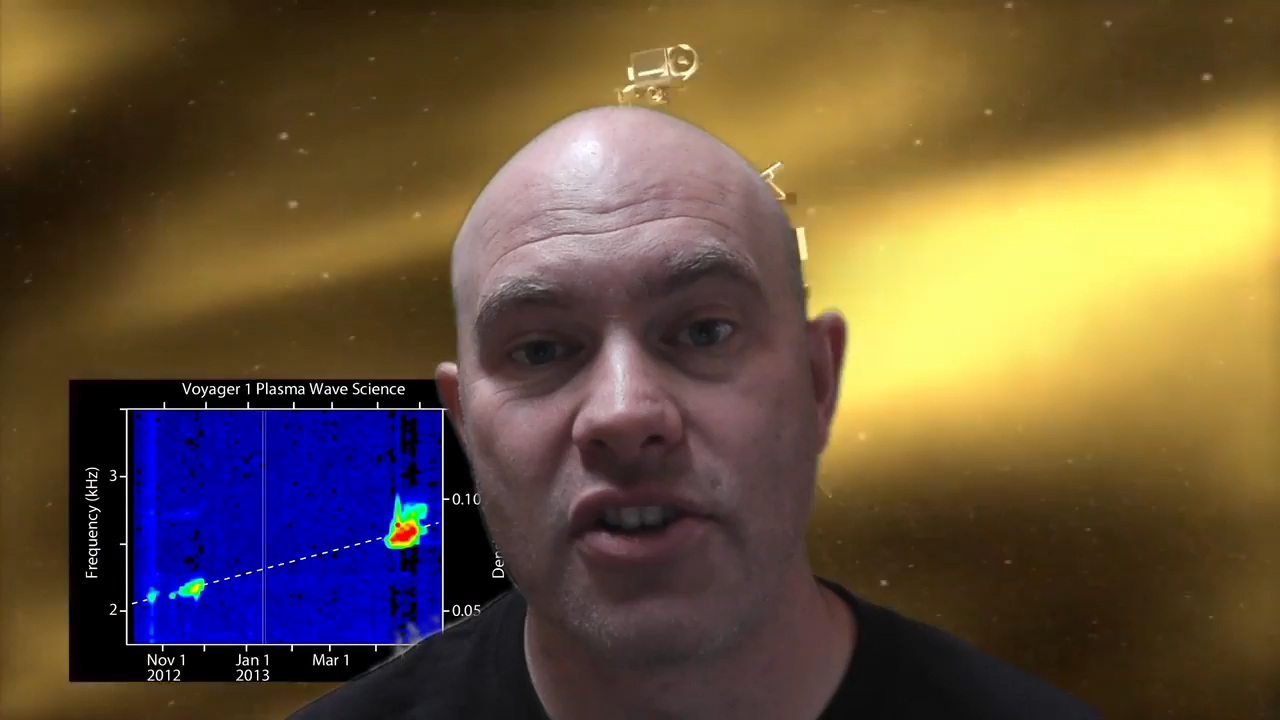 Voyager 1 Plasma Wave Science
Frequency (kHz)
3
2
0.10
0.05
Nov 1
2012
Jan 1
2013
Mar 1